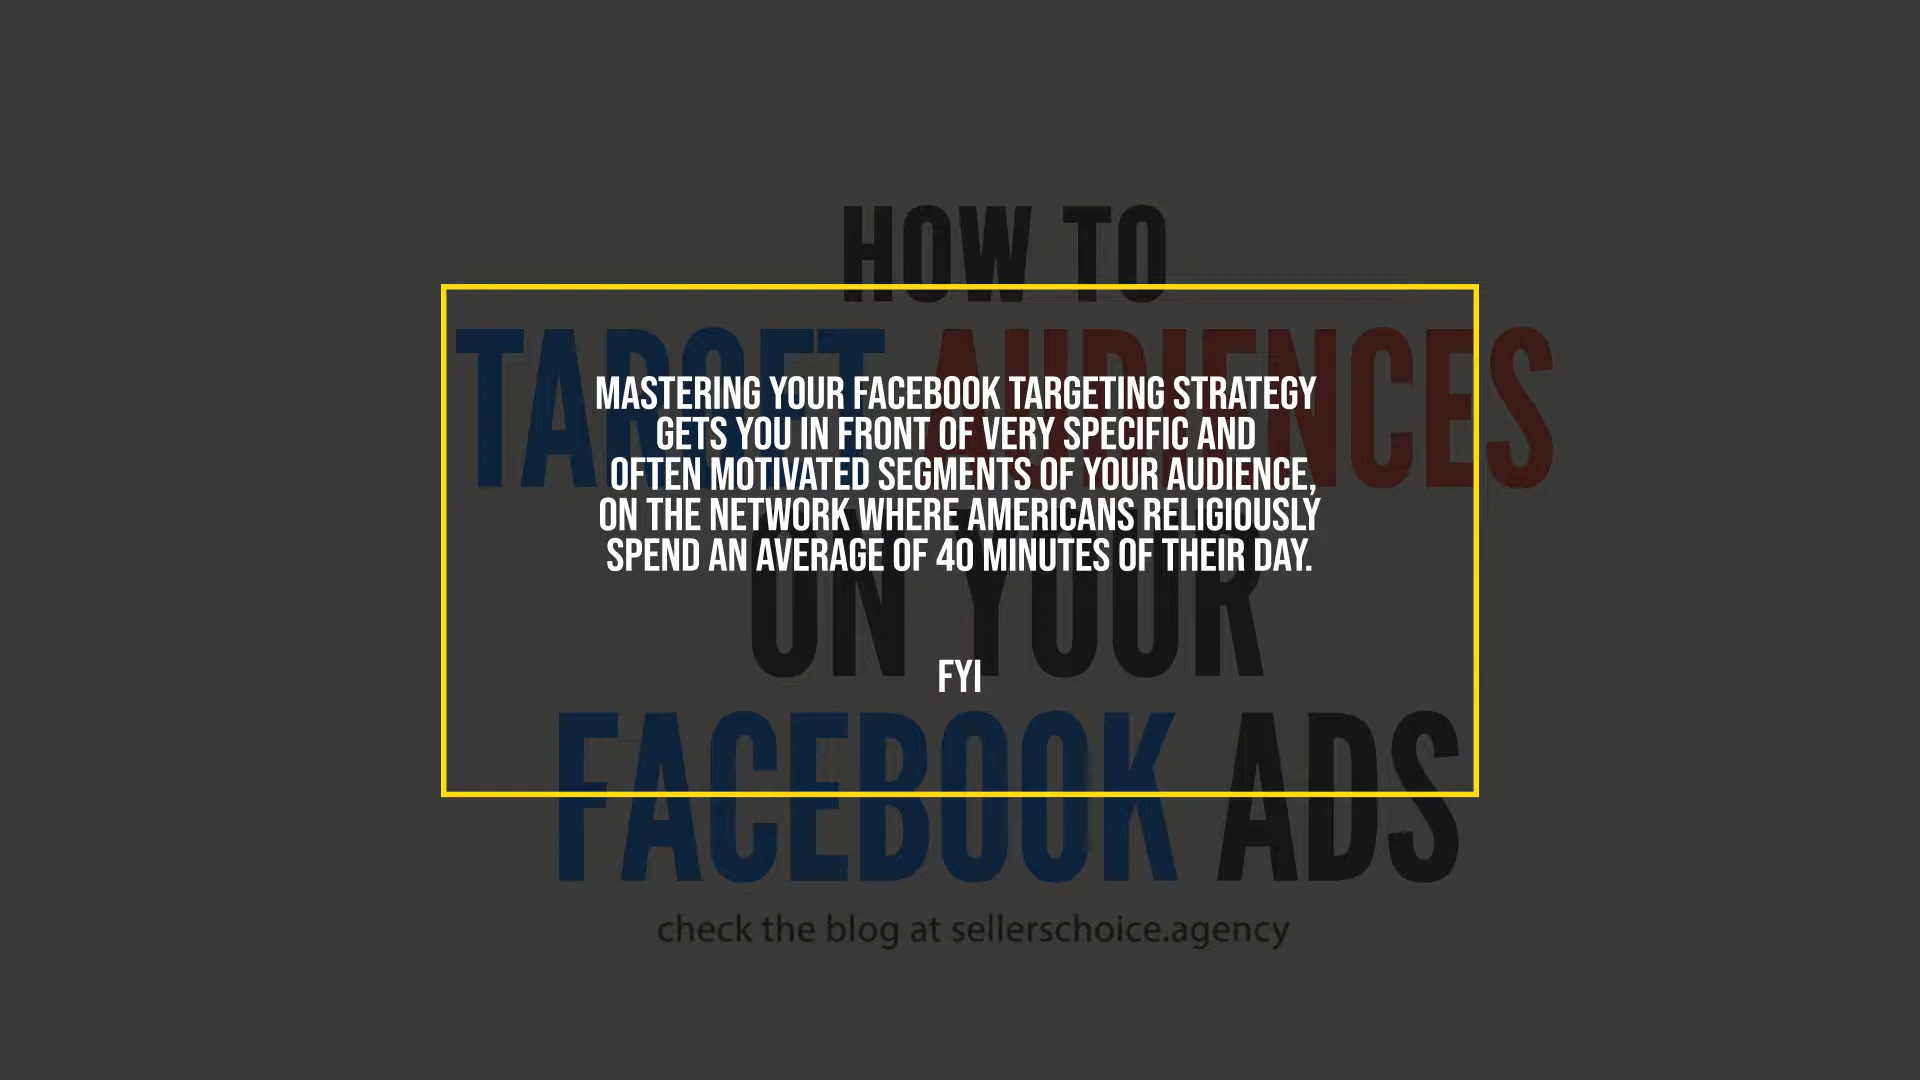 HOW TO
TARGET AUDIENCES
MASTERING YOUR FACEBOOK TARGETING STRATEGY
GETS YOU IN FRONT OF VERY SPECIFIC AND
OFTEN MOTIVATED SEGMENTS OF YOUR AUDIENCE,
ON THE NETWORK WHERE AMERICANS RELIGIOUSLY
SPEND AN AVERAGE OF 40 MINUTES OF THEIR DAY.
ON YOUR
FYI
FACEBOOK ADS
check the blog at sellerschoice.agency